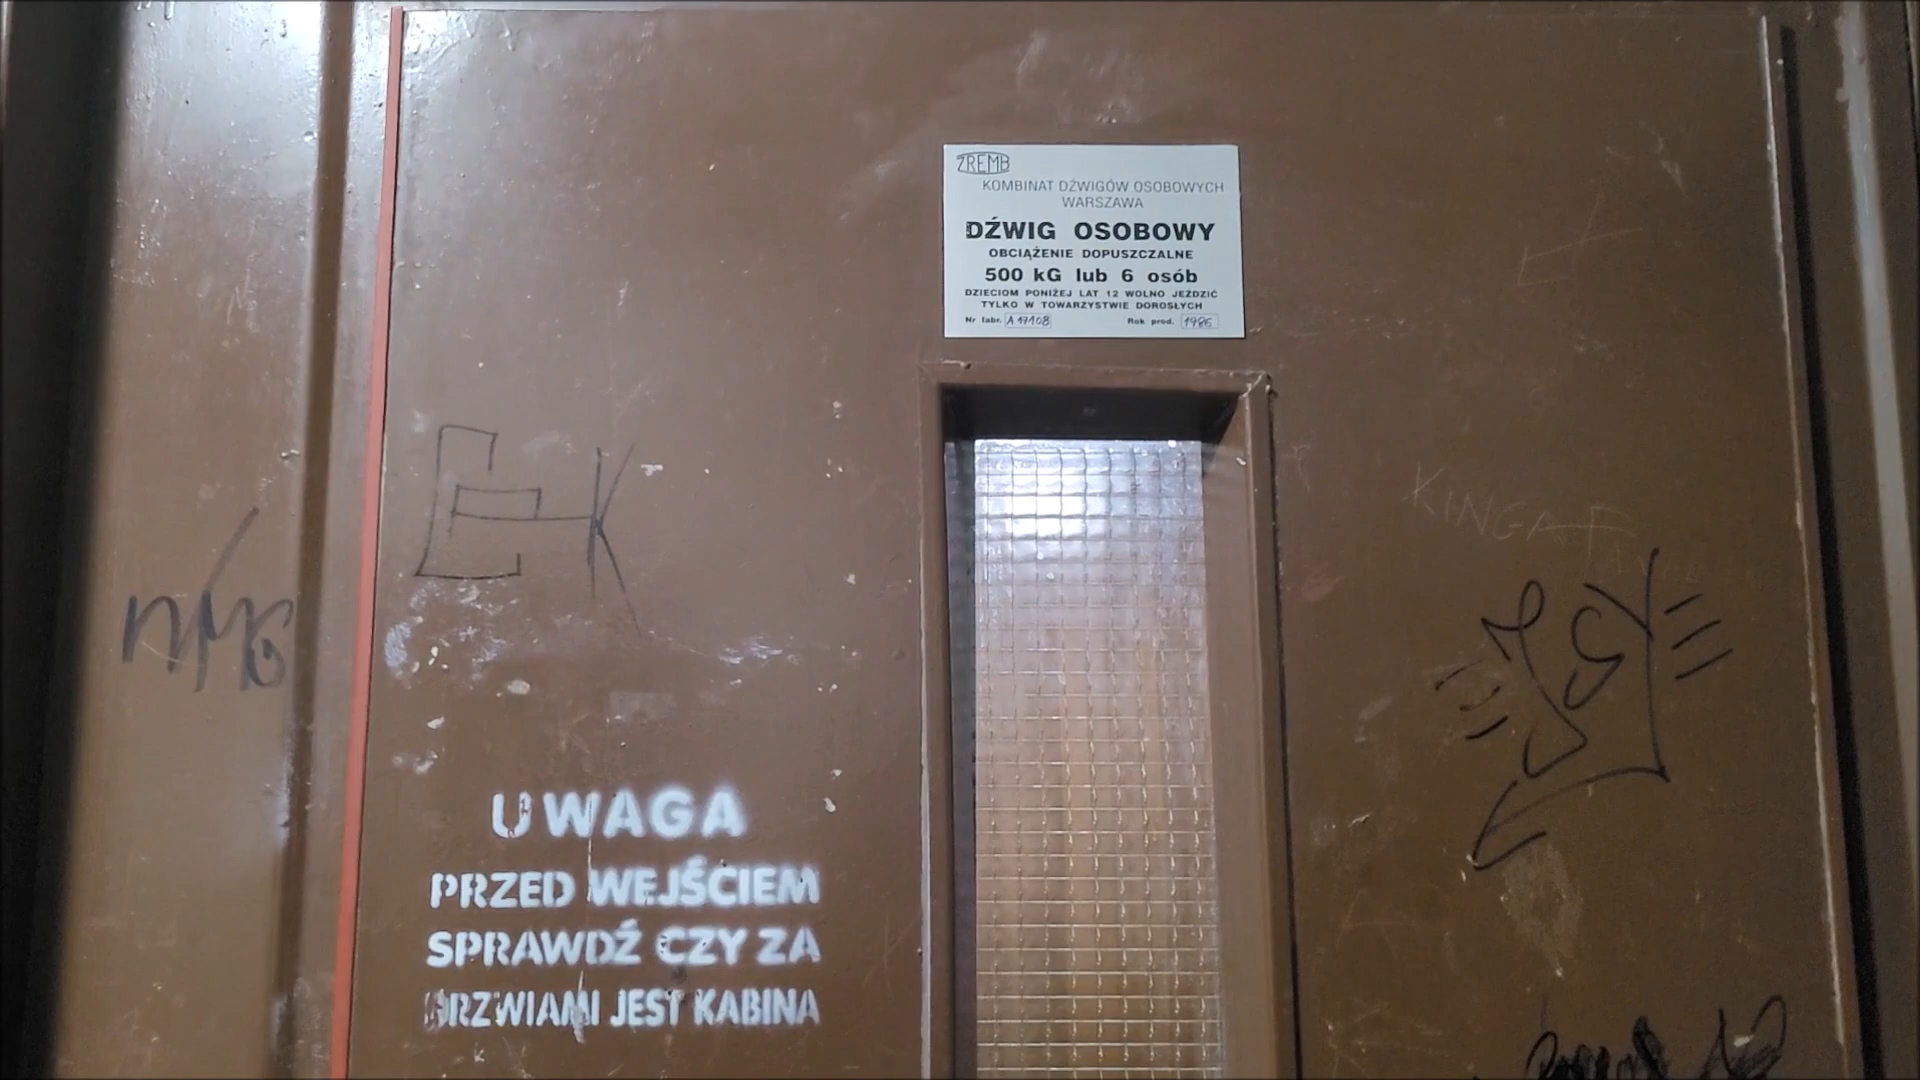 ZREMB
KOMBINAT DŹWIGÓW OSOBOWYCH
WARSZAWA
DŹWIG OSOBOWY
OBCIĄŻENIE DOPUSZCZALNE
500 kG lub 6 osób
DZIECIOM PONIŻEJ LAT 12 WOLNO JEŹDZIĆ
TYLKO W TOWARZYSTWIE DOROSŁYCH
Nr fabr. A17108 Rok prod. 1986
KINGA
UWAGA
PRZED WEJŚCIEM
SPRAWDŹ CZY ZA
DRZWIAMI JEST KABINA